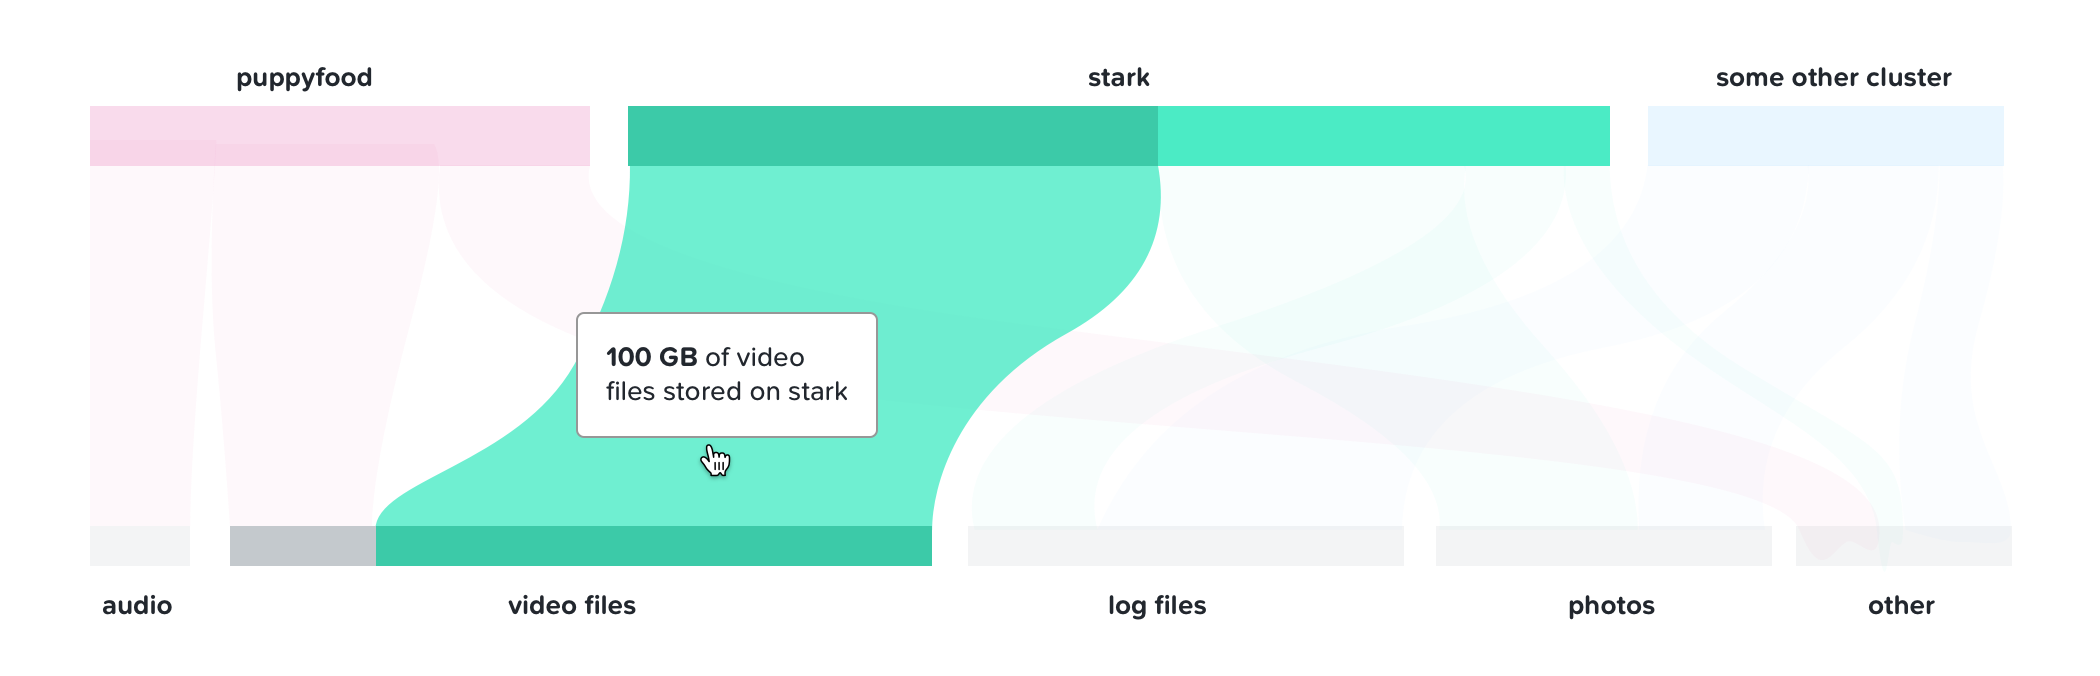 puppyfood
stark
some other cluster
100 GB of video
files stored on stark
audio
video files
log files
photos
other